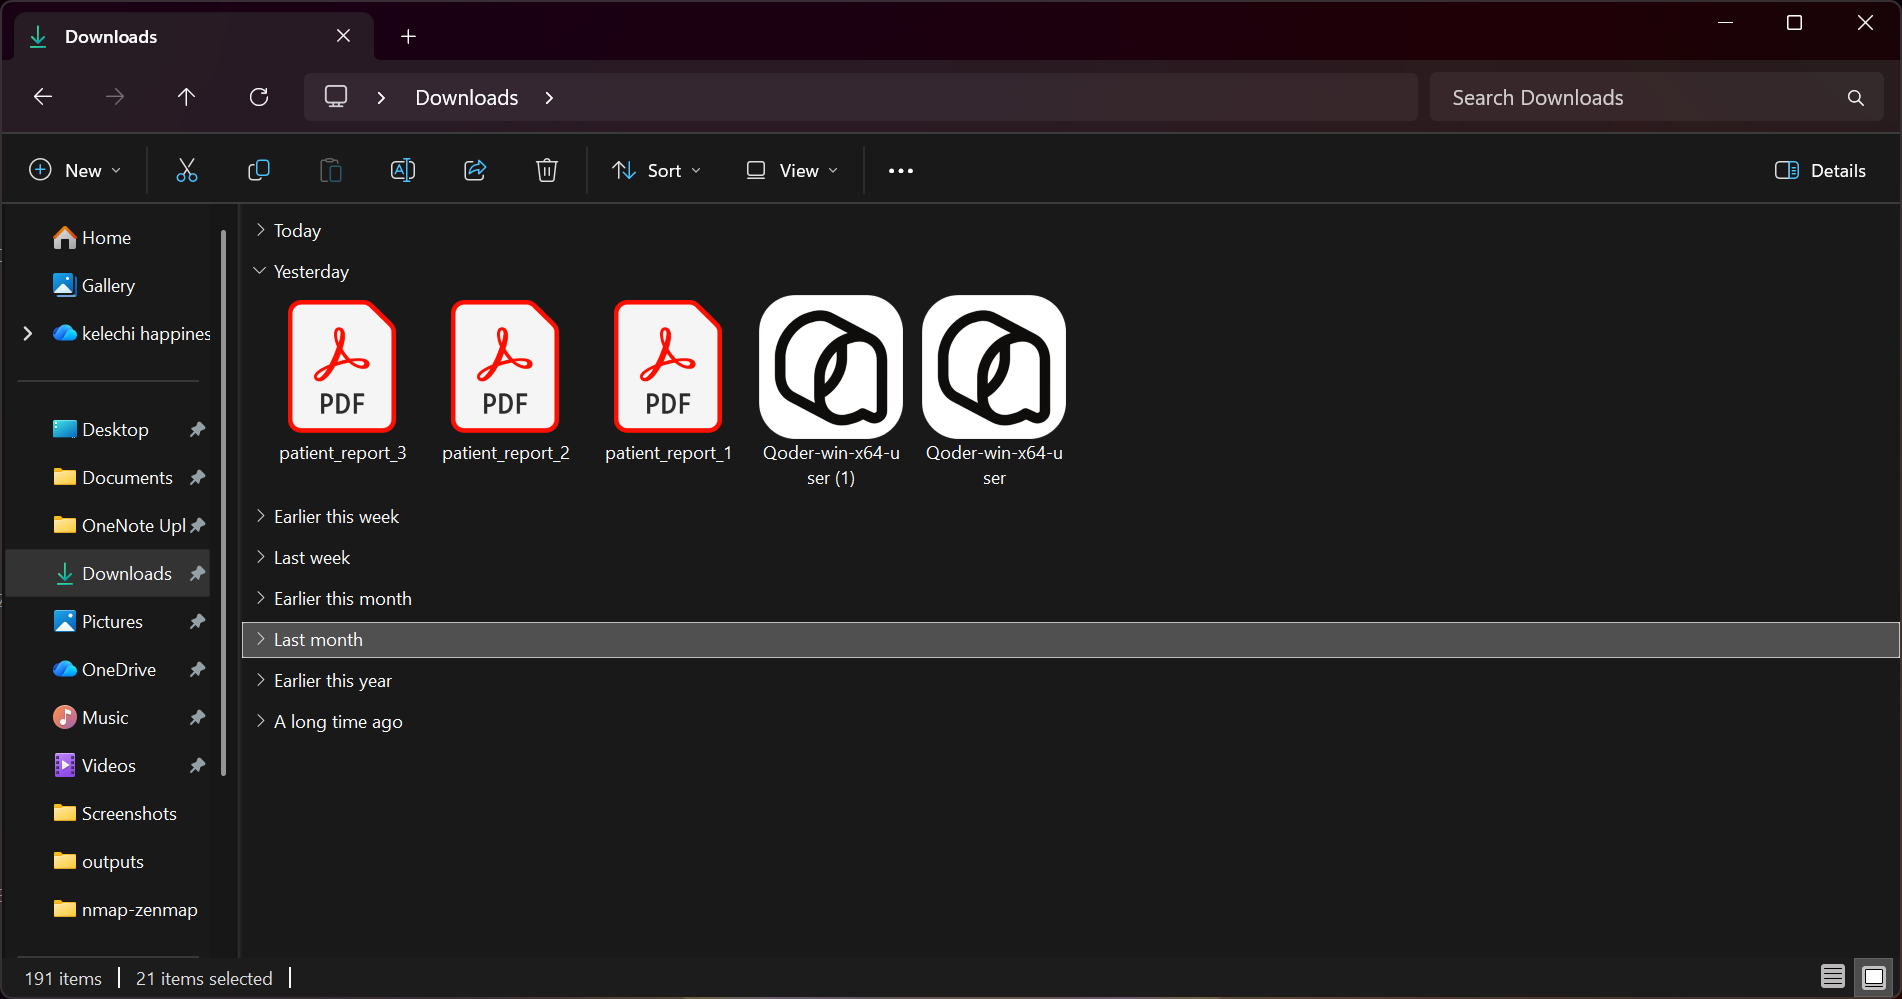 Downloads
Downloads
Search Downloads
New
Sort
View
Details
Home
Gallery
kelechi happines
Desktop
Documents
OneNote Upl
Downloads
Pictures
OneDrive
Music
Videos
Screenshots
outputs
nmap-zenmap
Today
Yesterday
PDF
PDF
PDF
patient_report_3
patient_report_2
patient_report_1
Qoder-win-x64-u
ser (1)
Qoder-win-x64-u
ser
Earlier this week
Last week
Earlier this month
Last month
Earlier this year
A long time ago
191 items
21 items selected